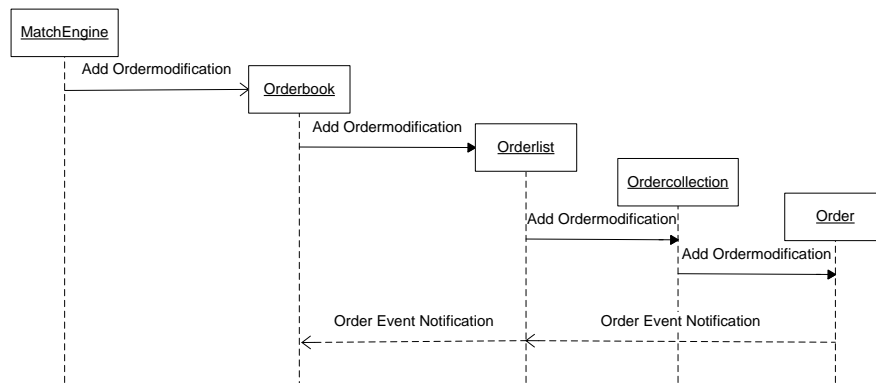 MatchEngine
Add Ordermodification
Orderbook
Add Ordermodification
Orderlist
Ordercollection
Order
Add Ordermodification
Add Ordermodification
Order Event Notification
Order Event Notification